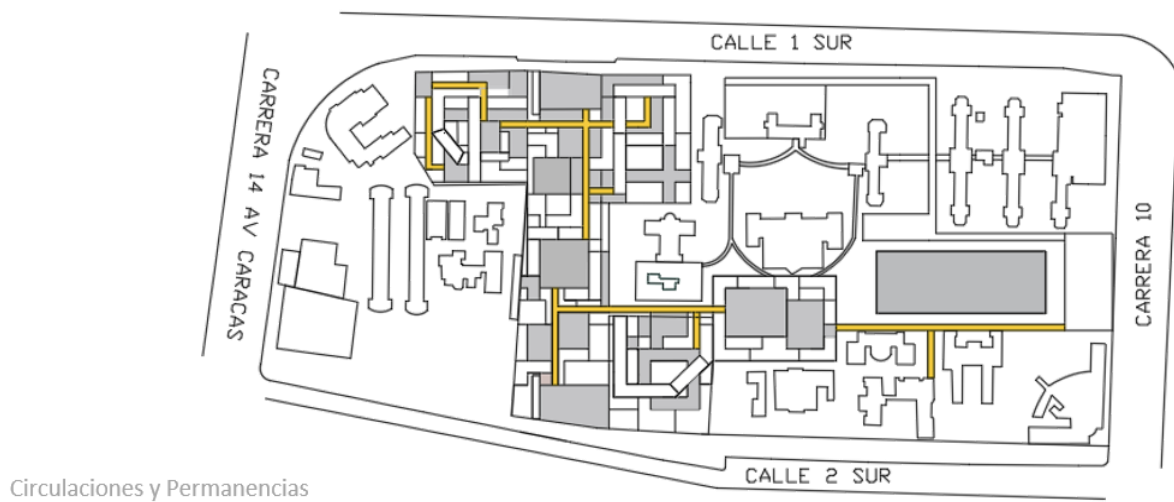 CALLE 1 SUR
CARRERA 14 AV CARACAS
CARRERA 10
CALLE 2 SUR
Circulaciones y Permanencias